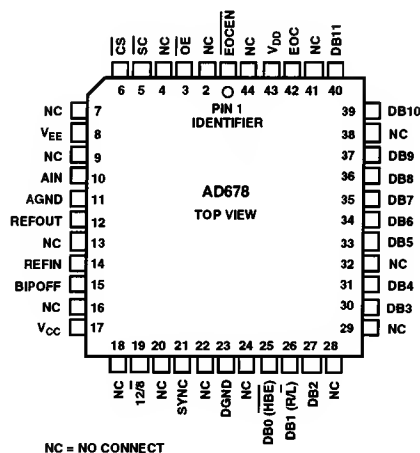 CS SC NC OE NC EOCEN NC VDD EOC NC DB11
6 5 4 3 2 44 43 42 41 40
PIN 1
IDENTIFIER
NC 7
VEE 8
NC 9
AIN 10
AGND 11
REFOUT 12
NC 13
REFIN 14
BIPOFF 15
NC 16
VCC 17
AD678
TOP VIEW
39 DB10
38 NC
37 DB9
36 DB8
35 DB7
34 DB6
33 DB5
32 NC
31 DB4
30 DB3
29 NC
18 19 20 21 22 23 24 25 26 27 28
NC 12/8 NC SYNC NC DGND NC DB0 (HBE) DB1 (R/L) DB2 NC
NC = NO CONNECT